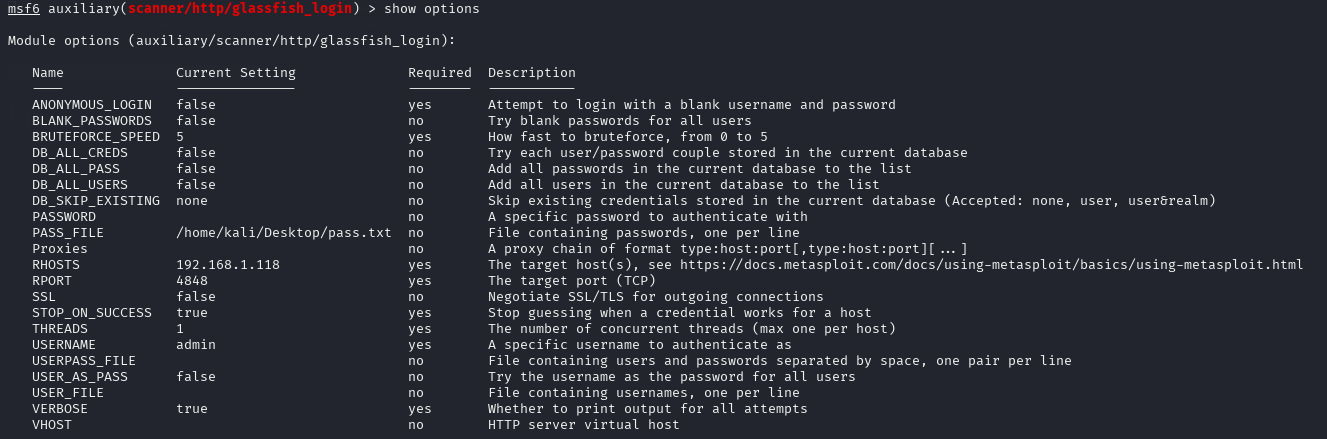 msf6 auxiliary(scanner/http/glassfish_login) > show options
Module options (auxiliary/scanner/http/glassfish_login):
Name Current Setting Required Description
---- --------------- -------- -----------
ANONYMOUS_LOGIN false yes Attempt to login with a blank username and password
BLANK_PASSWORDS false no Try blank passwords for all users
BRUTEFORCE_SPEED 5 yes How fast to bruteforce, from 0 to 5
DB_ALL_CREDS false no Try each user/password couple stored in the current database
DB_ALL_PASS false no Add all passwords in the current database to the list
DB_ALL_USERS false no Add all users in the current database to the list
DB_SKIP_EXISTING none no Skip existing credentials stored in the current database (Accepted: none, user, user&realm)
PASSWORD no A specific password to authenticate with
PASS_FILE /home/kali/Desktop/pass.txt no File containing passwords, one per line
Proxies no A proxy chain of format type:host:port[,type:host:port][...]
RHOSTS 192.168.1.118 yes The target host(s), see https://docs.metasploit.com/docs/using-metasploit/basics/using-metasploit.html
RPORT 4848 yes The target port (TCP)
SSL false no Negotiate SSL/TLS for outgoing connections
STOP_ON_SUCCESS true yes Stop guessing when a credential works for a host
THREADS 1 yes The number of concurrent threads (max one per host)
USERNAME admin yes A specific username to authenticate as
USERPASS_FILE no File containing users and passwords separated by space, one pair per line
USER_AS_PASS false no Try the username as the password for all users
USER_FILE no File containing usernames, one per line
VERBOSE true yes Whether to print output for all attempts
VHOST no HTTP server virtual host